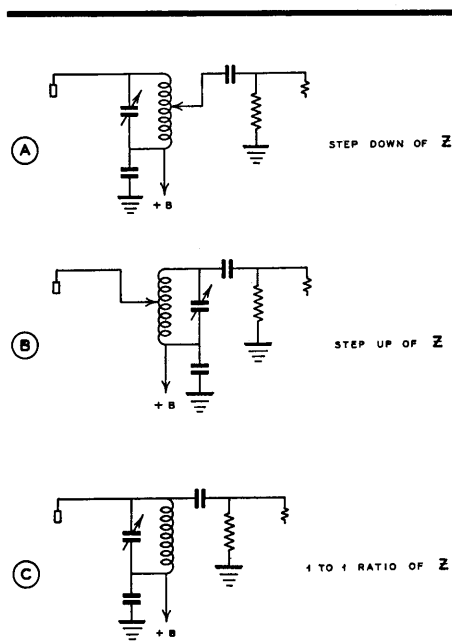 A
STEP DOWN OF Z
+ B
B
STEP UP OF Z
+ B
C
1 TO 1 RATIO OF Z
+ B